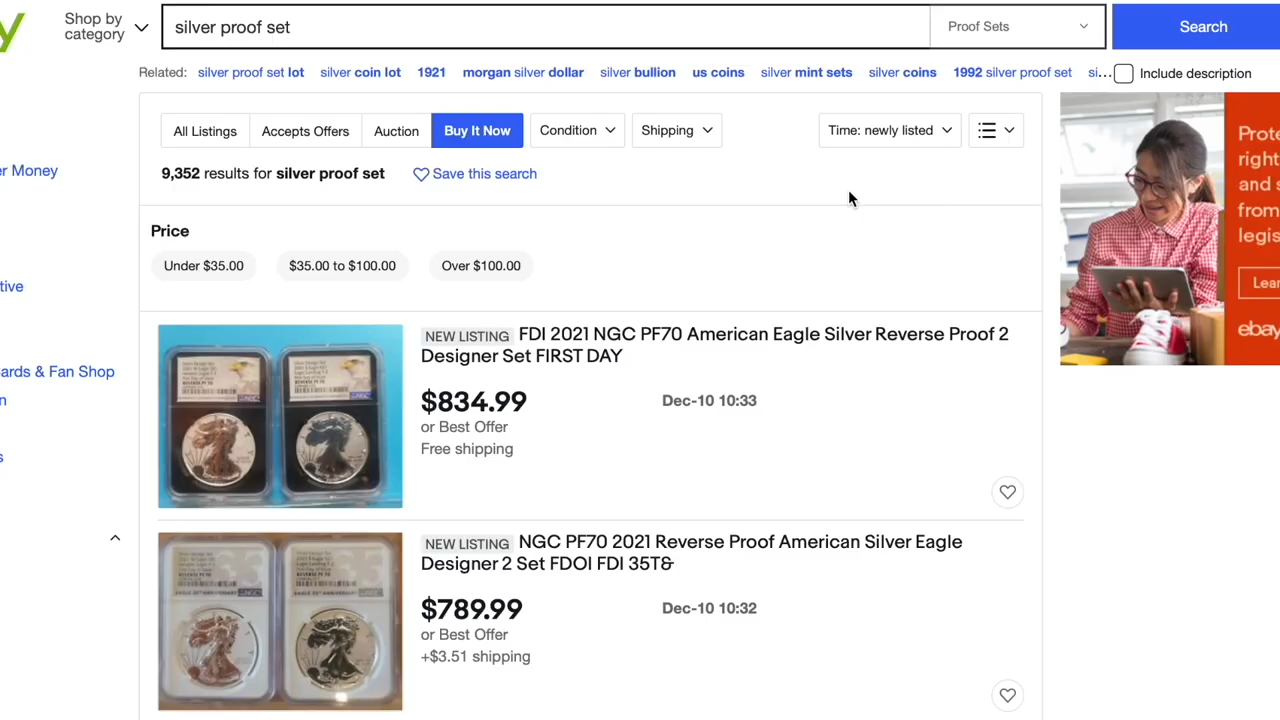 y
Shop by
category
silver proof set
Proof Sets
Search
Related: silver proof set lot silver coin lot 1921 morgan silver dollar silver bullion us coins silver mint sets silver coins 1992 silver proof set si... Include description
All Listings Accepts Offers Auction Buy It Now Condition Shipping Time: newly listed
9,352 results for silver proof set Save this search
er Money
Price
Under $35.00 $35.00 to $100.00 Over $100.00
tive
ards & Fan Shop
n
s
NEW LISTING FDI 2021 NGC PF70 American Eagle Silver Reverse Proof 2
Designer Set FIRST DAY
$834.99 Dec-10 10:33
or Best Offer
Free shipping
NEW LISTING NGC PF70 2021 Reverse Proof American Silver Eagle
Designer 2 Set FDOI FDI 35T&
$789.99 Dec-10 10:32
or Best Offer
+$3.51 shipping
Prote
right
and s
from
legis
Lear
ebay